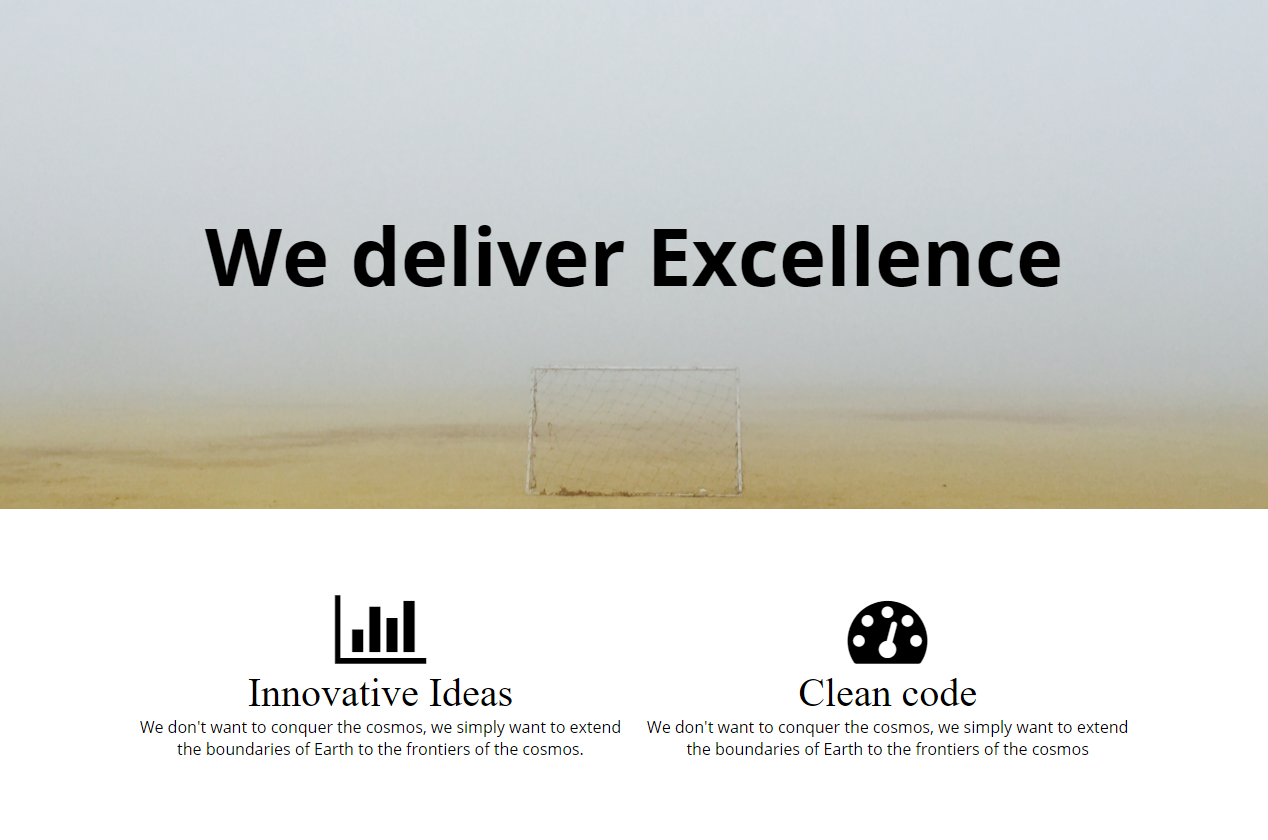 We deliver Excellence
Innovative Ideas
We don't want to conquer the cosmos, we simply want to extend
the boundaries of Earth to the frontiers of the cosmos.
Clean code
We don't want to conquer the cosmos, we simply want to extend
the boundaries of Earth to the frontiers of the cosmos